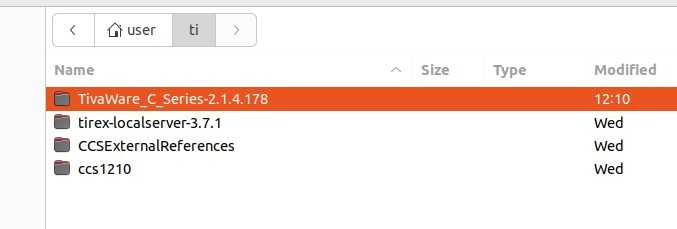 user ti
Name Size Type Modified
TivaWare_C_Series-2.1.4.178 12:10
tirex-localserver-3.7.1 Wed
CCSExternalReferences Wed
ccs1210 Wed